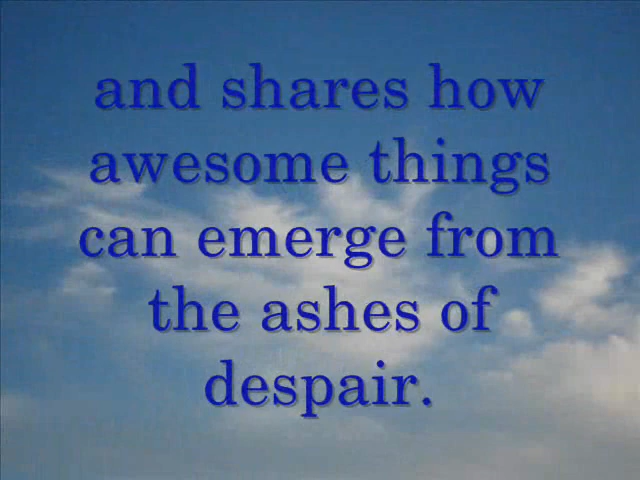 and shares how
awesome things
can emerge from
the ashes of
despair.